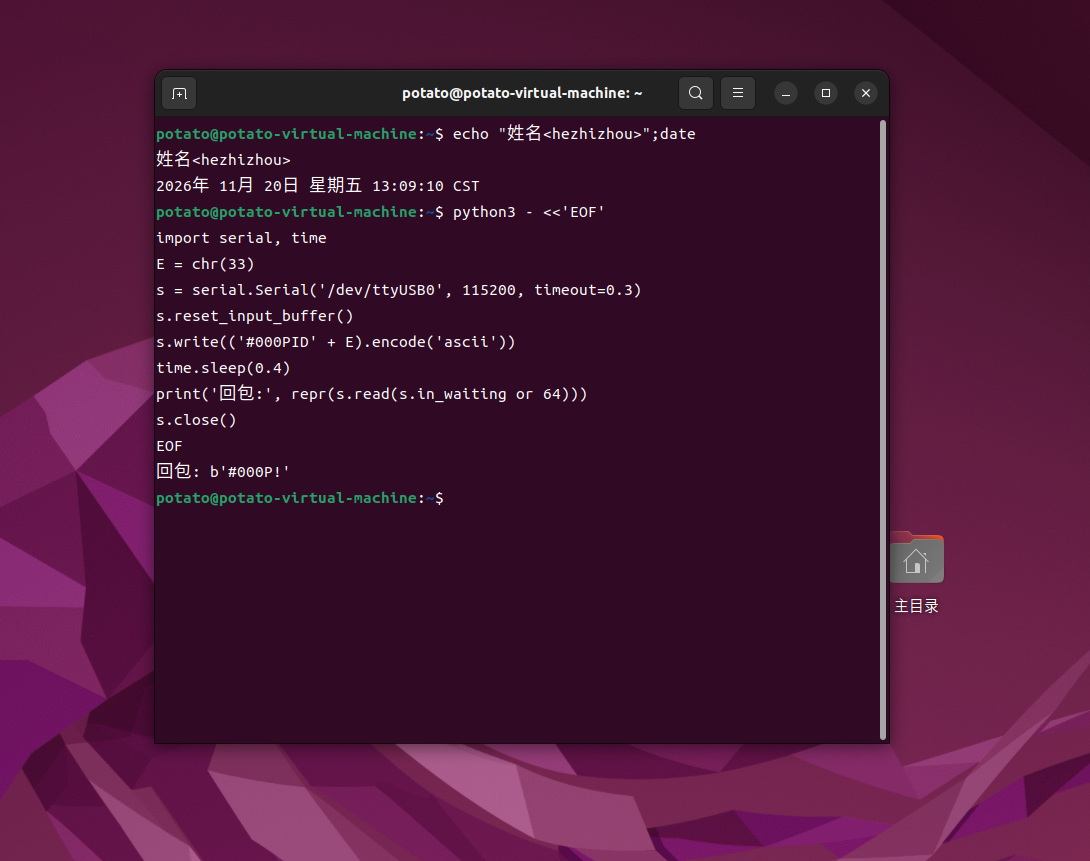 potato@potato-virtual-machine: ~
potato@potato-virtual-machine:~$ echo "姓名<hezhizhou>";date
姓名<hezhizhou>
2026年 11月 20日 星期五 13:09:10 CST
potato@potato-virtual-machine:~$ python3 - <<'EOF'
import serial, time
E = chr(33)
s = serial.Serial('/dev/ttyUSB0', 115200, timeout=0.3)
s.reset_input_buffer()
s.write(('#000PID' + E).encode('ascii'))
time.sleep(0.4)
print('回包:', repr(s.read(s.in_waiting or 64)))
s.close()
EOF
回包: b'#000P!'
potato@potato-virtual-machine:~$
主目录